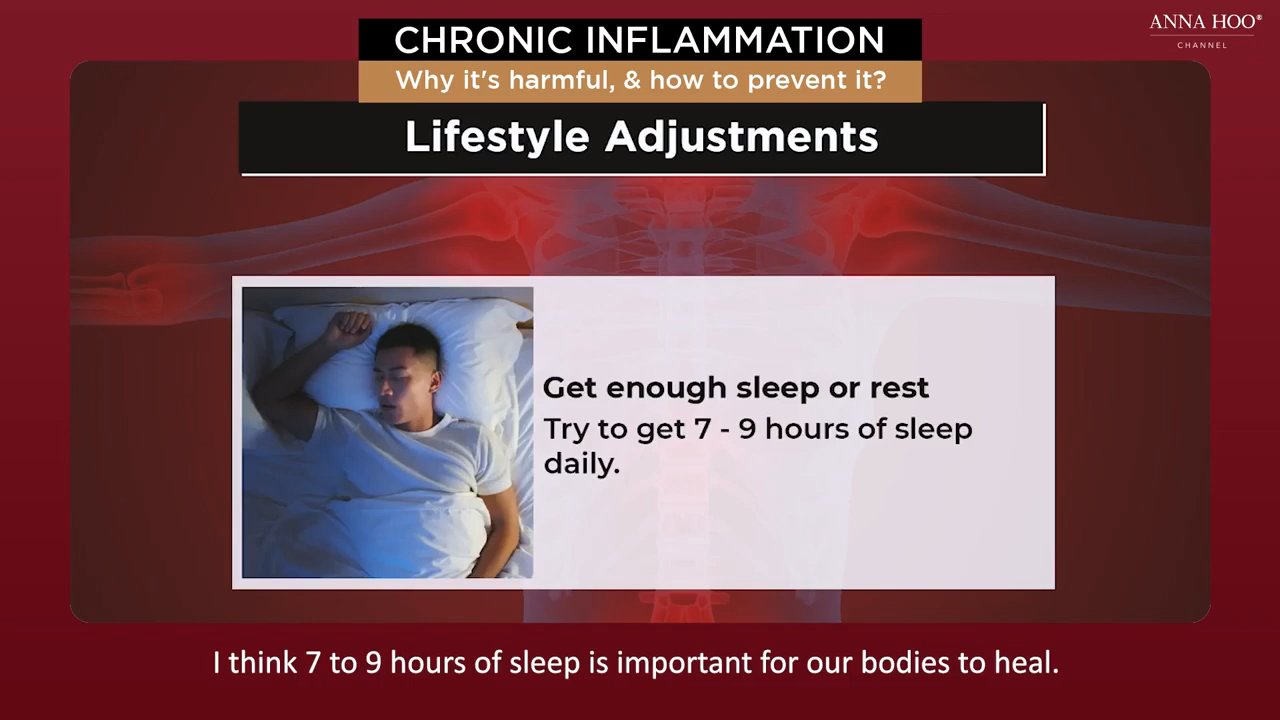 ANNA HOO®
CHANNEL
CHRONIC INFLAMMATION
Why it's harmful, & how to prevent it?
Lifestyle Adjustments
Get enough sleep or rest
Try to get 7 - 9 hours of sleep
daily.
I think 7 to 9 hours of sleep is important for our bodies to heal.